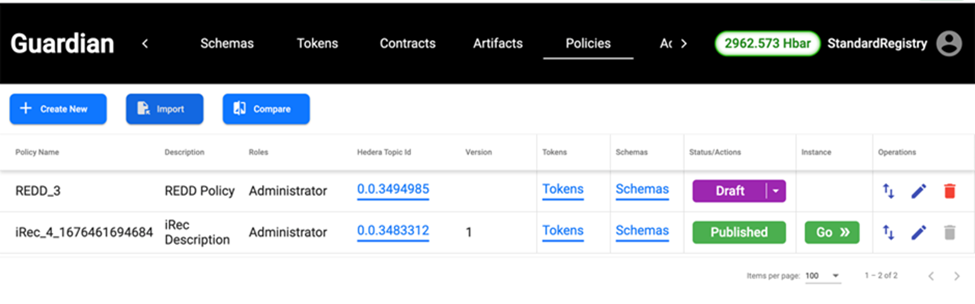 Guardian
Schemas
Tokens
Contracts
Artifacts
Policies
2962.573 Hbar
StandardRegistry
Create New
Import
Compare
Policy Name
Description
Roles
Hedera Topic Id
Version
Tokens
Schemas
Status/Actions
Instance
Operations
REDD_3
REDD Policy
Administrator
0.0.3494985
Tokens
Schemas
Draft
iRec_4_1676461694684
iRec
Description
Administrator
0.0.3483312
1
Tokens
Schemas
Published
Go »
Items per page:
100
1 – 2 of 2